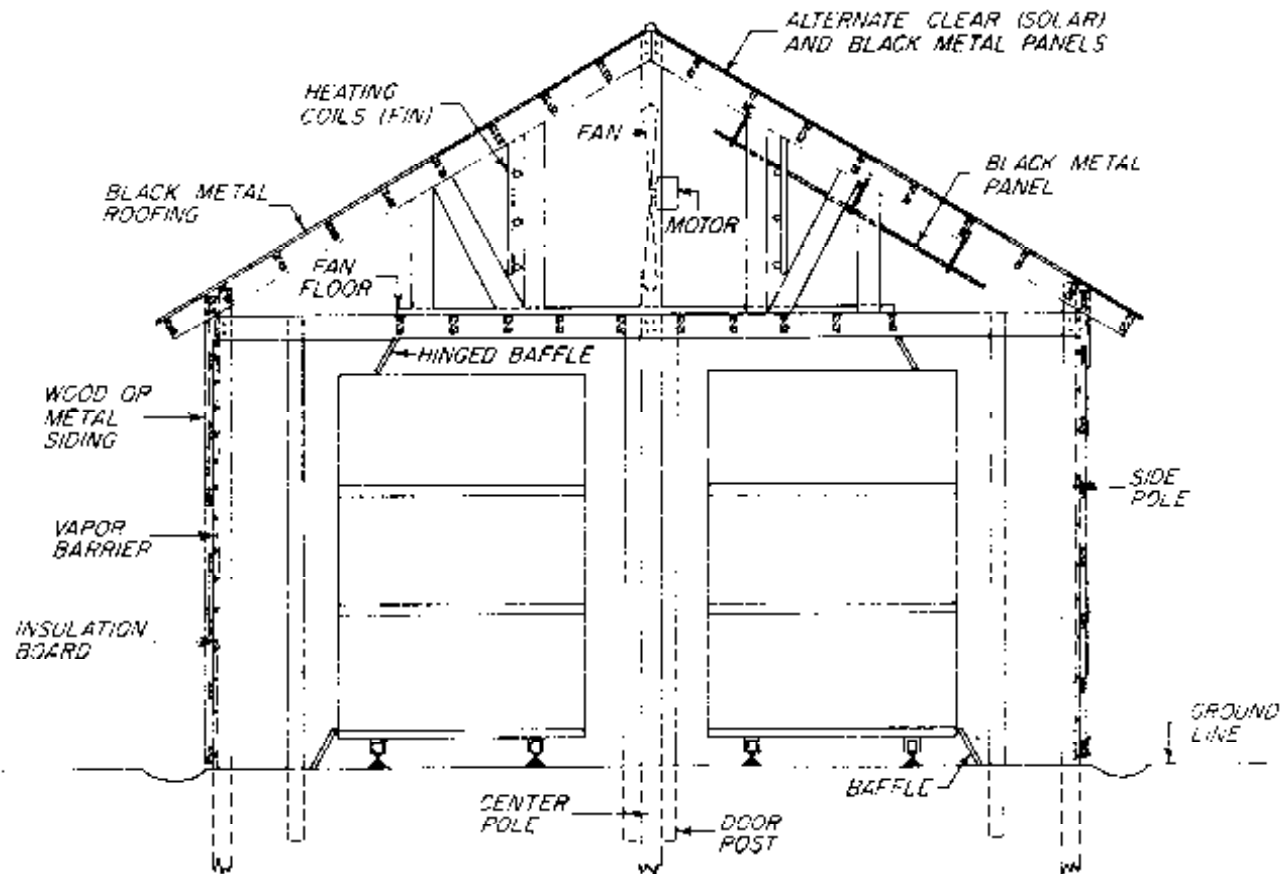 ALTERNATE CLEAR (SOLAR)
AND BLACK METAL PANELS
HEATING
COILS (FIN)
FAN
BLACK METAL
PANEL
BLACK METAL
ROOFING
MOTOR
FAN
FLOOR
HINGED BAFFLE
WOOD OR
METAL
SIDING
SIDE
POLE
VAPOR
BARRIER
INSULATION
BOARD
GROUND
LINE
BAFFLE
CENTER
POLE
DOOR
POST